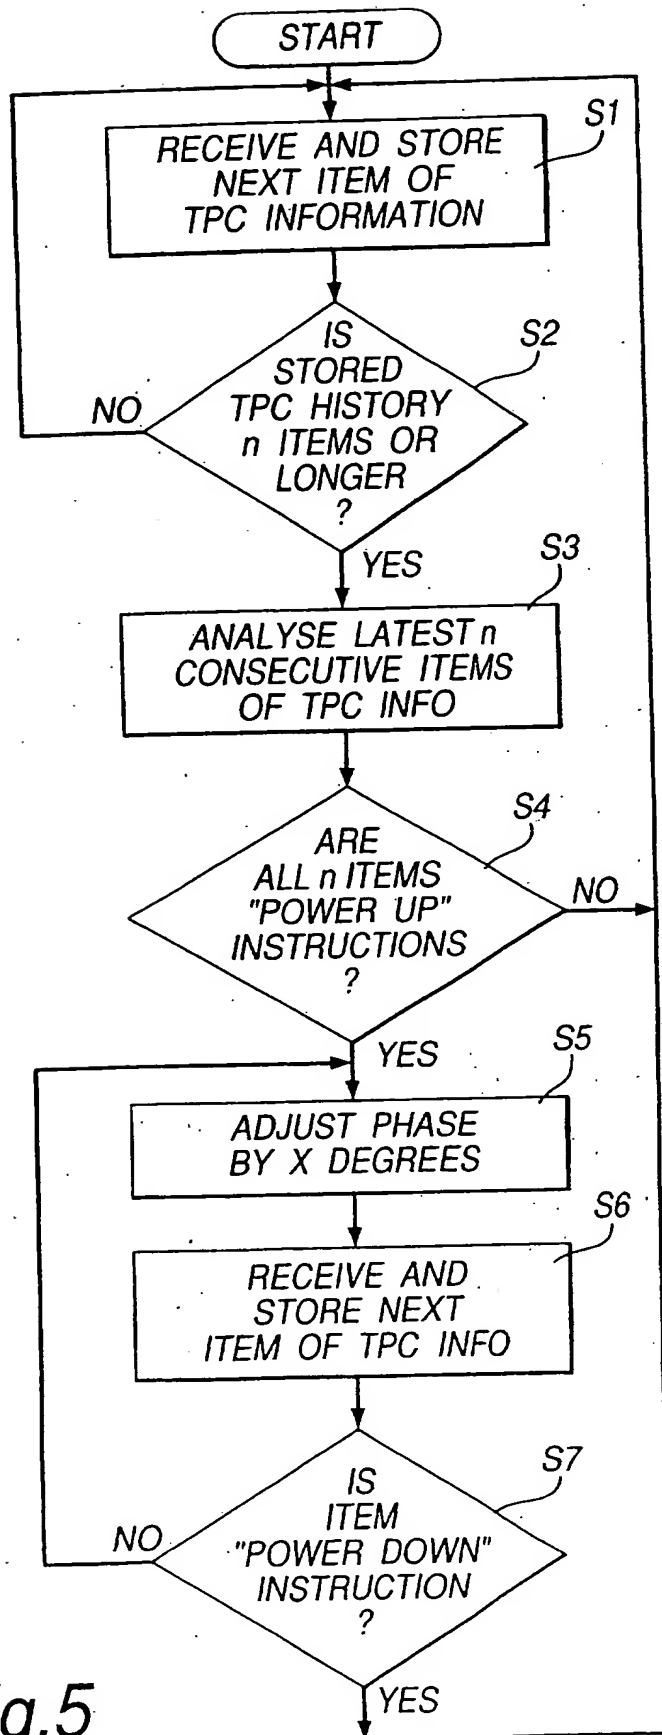 START
S1
RECEIVE AND STORE
NEXT ITEM OF
TPC INFORMATION
S2
IS
STORED
TPC HISTORY
n ITEMS OR
LONGER
?
NO
YES
S3
ANALYSE LATEST n
CONSECUTIVE ITEMS
OF TPC INFO
S4
ARE
ALL n ITEMS
"POWER UP"
INSTRUCTIONS
?
NO
YES
S5
ADJUST PHASE
BY X DEGREES
S6
RECEIVE AND
STORE NEXT
ITEM OF TPC INFO
S7
IS
ITEM
"POWER DOWN"
INSTRUCTION
?
NO
YES